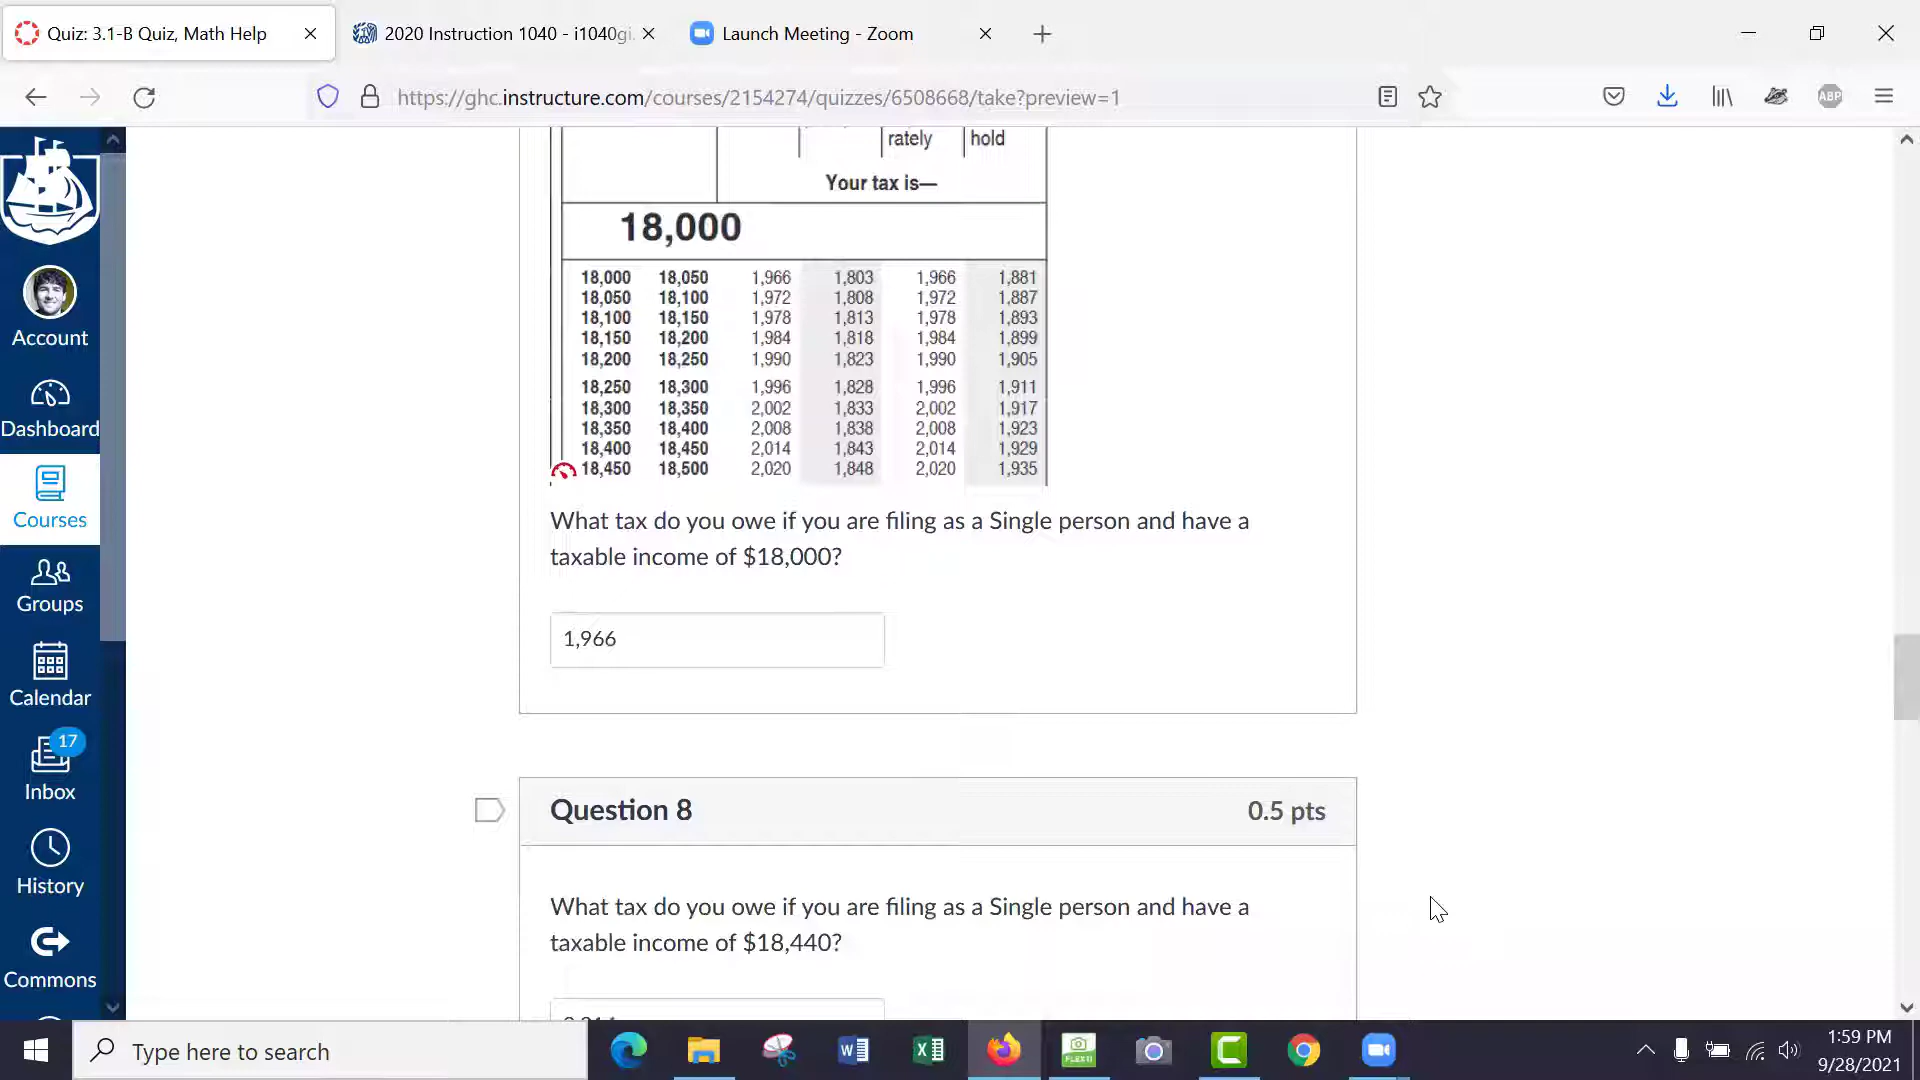 Quiz: 3.1-B Quiz, Math Help
2020 Instruction 1040 - i1040gi.
Launch Meeting - Zoom
https://ghc.instructure.com/courses/2154274/quizzes/6508668/take?preview=1
ABP
Account
Dashboard
Courses
Groups
Calendar
17
Inbox
History
Commons
rately hold
Your tax is—
18,000
18,000 18,050 1,966 1,803 1,966 1,881
18,050 18,100 1,972 1,808 1,972 1,887
18,100 18,150 1,978 1,813 1,978 1,893
18,150 18,200 1,984 1,818 1,984 1,899
18,200 18,250 1,990 1,823 1,990 1,905
18,250 18,300 1,996 1,828 1,996 1,911
18,300 18,350 2,002 1,833 2,002 1,917
18,350 18,400 2,008 1,838 2,008 1,923
18,400 18,450 2,014 1,843 2,014 1,929
18,450 18,500 2,020 1,848 2,020 1,935
What tax do you owe if you are filing as a Single person and have a
taxable income of $18,000?
1,966
Question 8 0.5 pts
What tax do you owe if you are filing as a Single person and have a
taxable income of $18,440?
Type here to search
FLEXTI
1:59 PM
9/28/2021